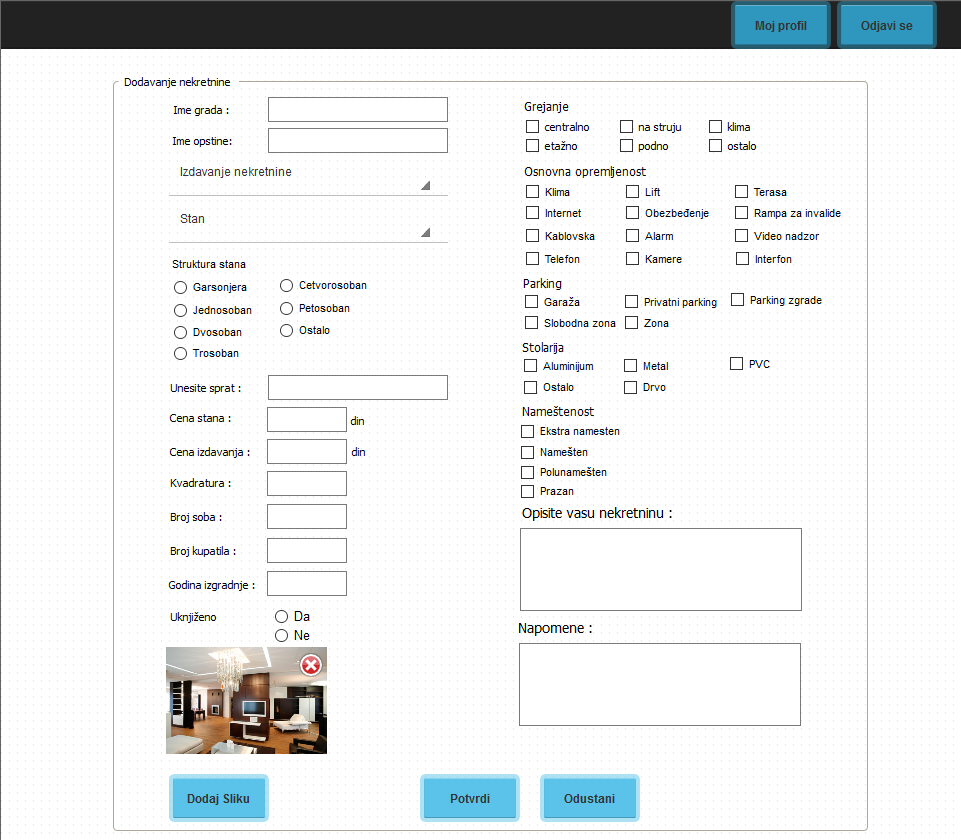 Moj profil
Odjavi se
Dodavanje nekretnine
Ime grada :
Ime opstine:
Izdavanje nekretnine
Stan
Struktura stana
Garsonjera
Cetvorosoban
Jednosoban
Petosoban
Dvosoban
Ostalo
Trosoban
Unesite sprat :
Cena stana :
din
Cena izdavanja :
din
Kvadratura :
Broj soba :
Broj kupatila :
Godina izgradnje :
Uknjiženo
Da
Ne
Dodaj Sliku
Grejanje
centralno
na struju
klima
etažno
podno
ostalo
Osnovna opremljenost
Klima
Lift
Terasa
Internet
Obezbeđenje
Rampa za invalide
Kablovska
Alarm
Video nadzor
Telefon
Kamere
Interfon
Parking
Garaža
Privatni parking
Parking zgrade
Slobodna zona
Zona
Stolarija
Aluminijum
Metal
PVC
Ostalo
Drvo
Nameštenost
Ekstra namesten
Namešten
Polunamešten
Prazan
Opisite vasu nekretninu :
Napomene :
Potvrdi
Odustani